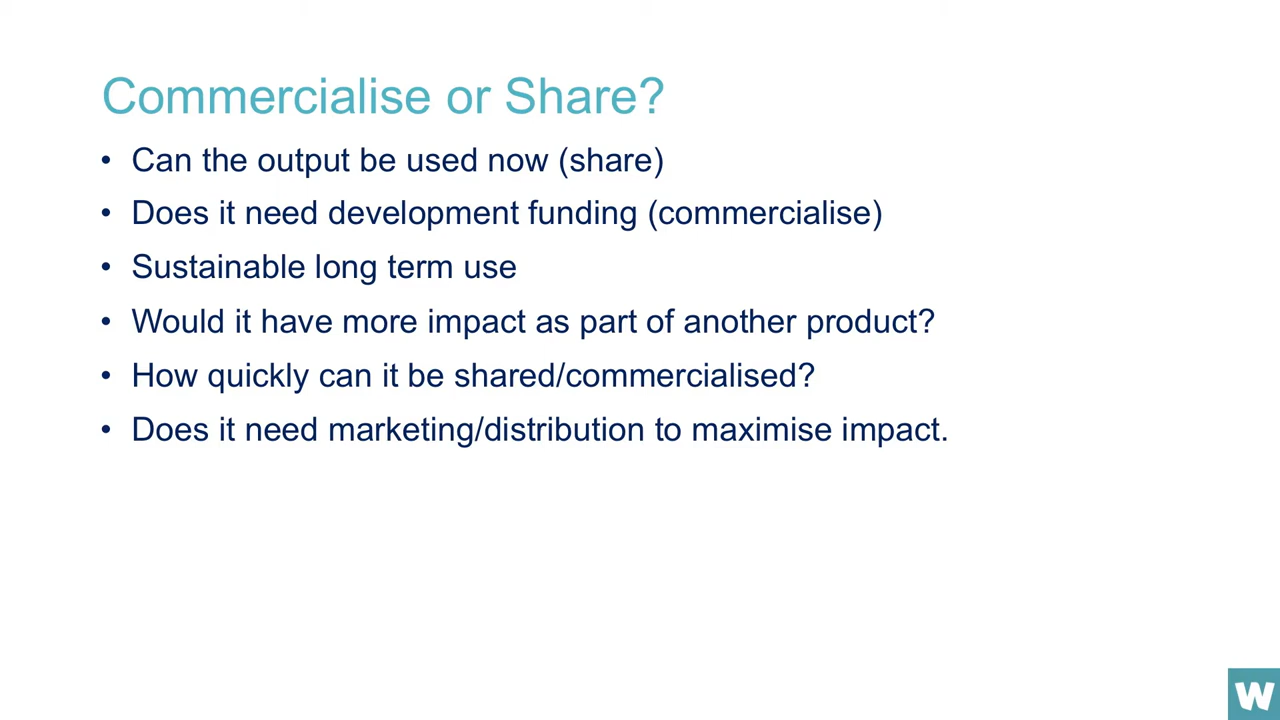 Commercialise or Share?
• Can the output be used now (share)
• Does it need development funding (commercialise)
• Sustainable long term use
• Would it have more impact as part of another product?
• How quickly can it be shared/commercialised?
• Does it need marketing/distribution to maximise impact.
W